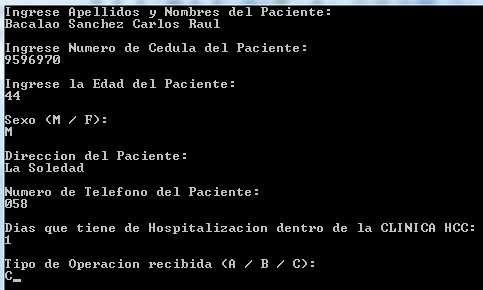 Ingrese Apellidos y Nombres del Paciente:
Bacalao Sanchez Carlos Raul
Ingrese Numero de Cedula del Paciente:
9596970
Ingrese la Edad del Paciente:
44
Sexo (M / F):
M
Direccion del Paciente:
La Soledad
Numero de Telefono del Paciente:
058
Dias que tiene de Hospitalizacion dentro de la CLINICA HCC:
1
Tipo de Operacion recibida (A / B / C):
C_